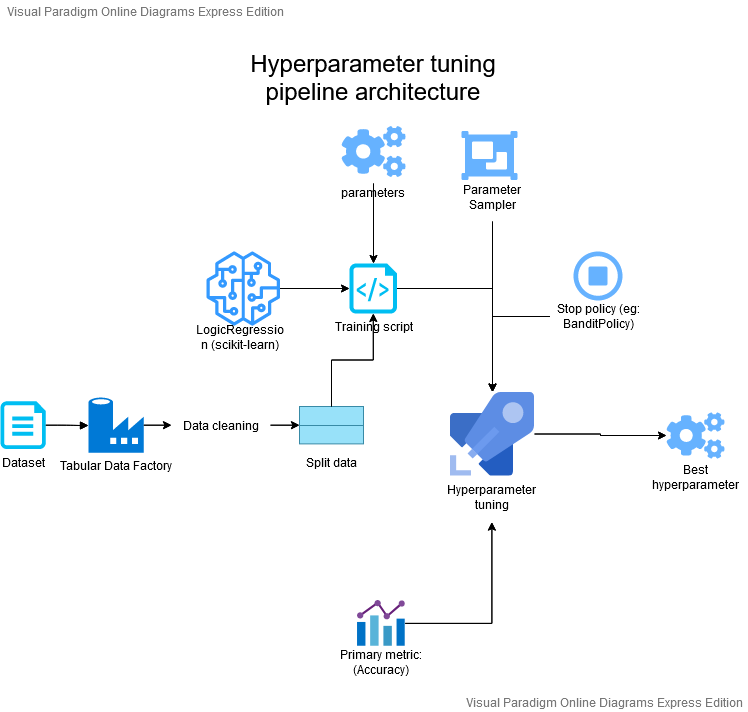 Visual Paradigm Online Diagrams Express Edition
Hyperparameter tuning
pipeline architecture
parameters
Parameter
Sampler
LogicRegressio
n (scikit-learn)
Training script
Stop policy (eg:
BanditPolicy)
Dataset
Tabular Data Factory
Data cleaning
Split data
Hyperparameter
tuning
Best
hyperparameter
Primary metric:
(Accuracy)
Visual Paradigm Online Diagrams Express Edition